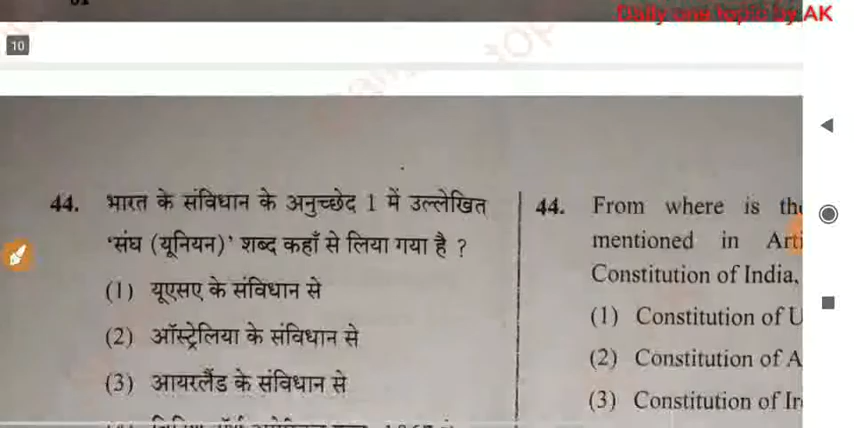 Daily one topic by AK
10
44. भारत के संविधान के अनुच्छेद 1 में उल्लेखित
'संघ (यूनियन)' शब्द कहाँ से लिया गया है ?
(1) यूएसए के संविधान से
(2) ऑस्ट्रेलिया के संविधान से
(3) आयरलैंड के संविधान से
44. From where is the
mentioned in Arti
Constitution of India,
(1) Constitution of U
(2) Constitution of A
(3) Constitution of Ir